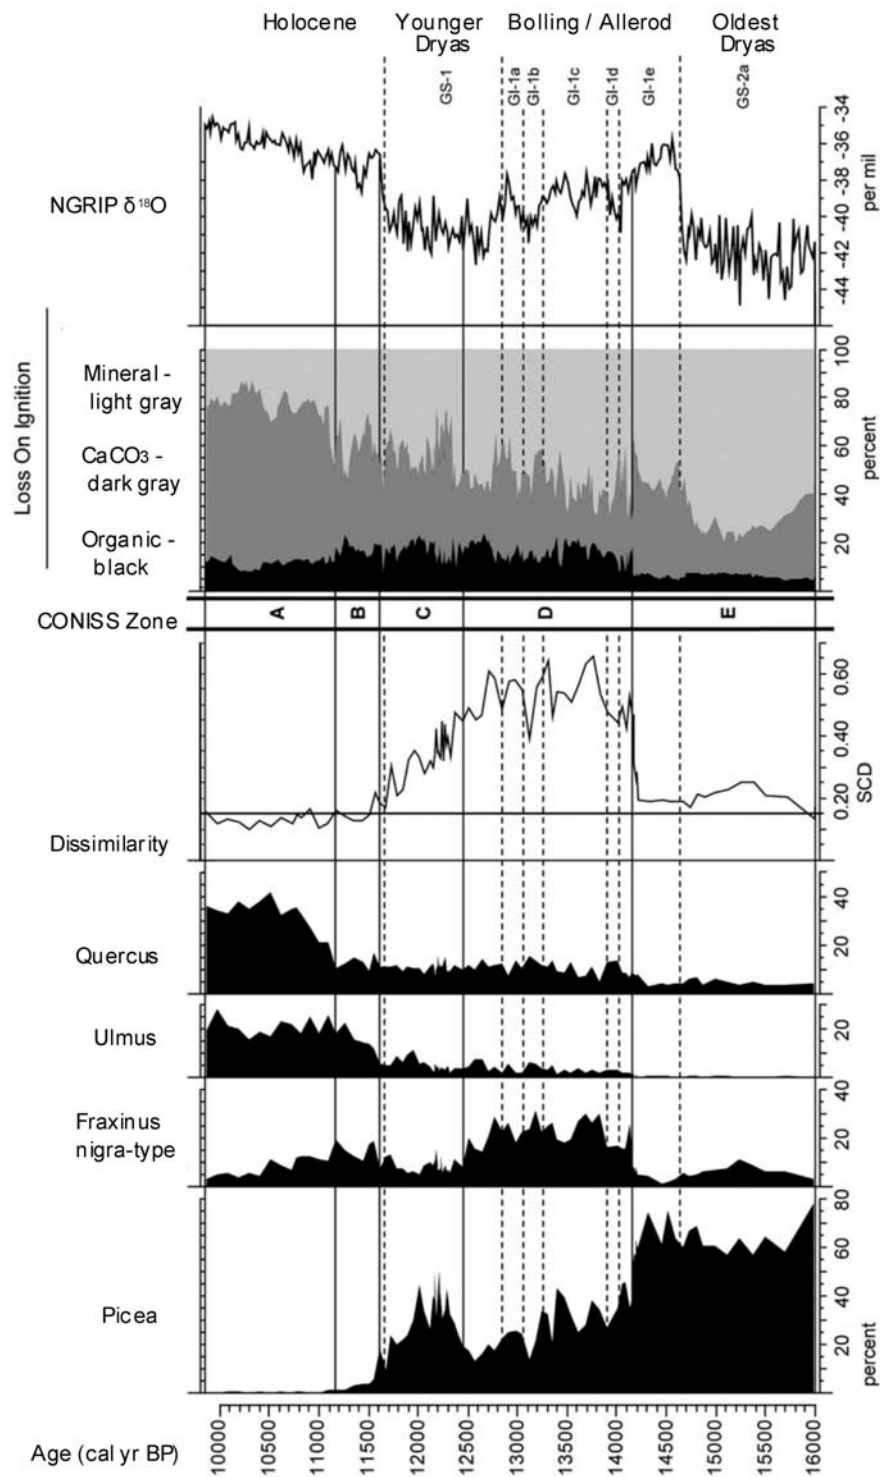 Holocene
Younger
Dryas
Bolling / Allerod
Oldest
Dryas
GS-1
GI-1a
GI-1b
GI-1c
GI-1d
GI-1e
GS-2a
NGRIP δ¹⁸O
-34
-36
-38
-40
-42
-44
per mil
Loss On Ignition
Mineral -
light gray
CaCO₃ -
dark gray
Organic -
black
100
80
60
40
20
percent
CONISS Zone
A
B
C
D
E
Dissimilarity
0.60
0.40
0.20
SCD
Quercus
40
20
Ulmus
20
Fraxinus
nigra-type
40
20
Picea
80
60
40
20
percent
Age (cal yr BP)
10000
10500
11000
11500
12000
12500
13000
13500
14000
14500
15000
15500
16000